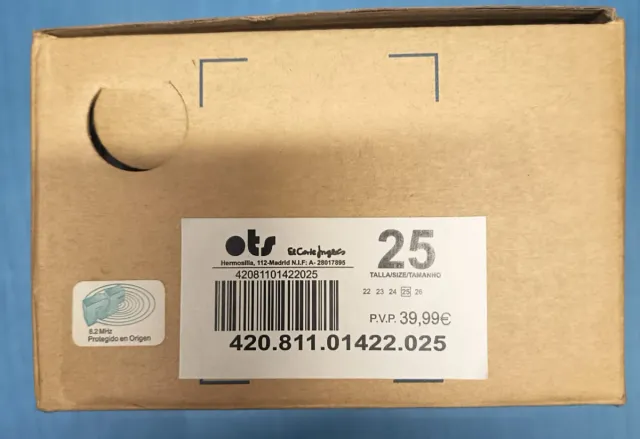 ots El Corte Inglés
Hermosilla, 112-Madrid N.I.F: A- 28017895
42081101422025
420.811.01422.025
25
TALLA/SIZE/TAMANHO
22 23 24 25 26
P.V.P. 39,99€
8.2 MHz
Protegido en Origen